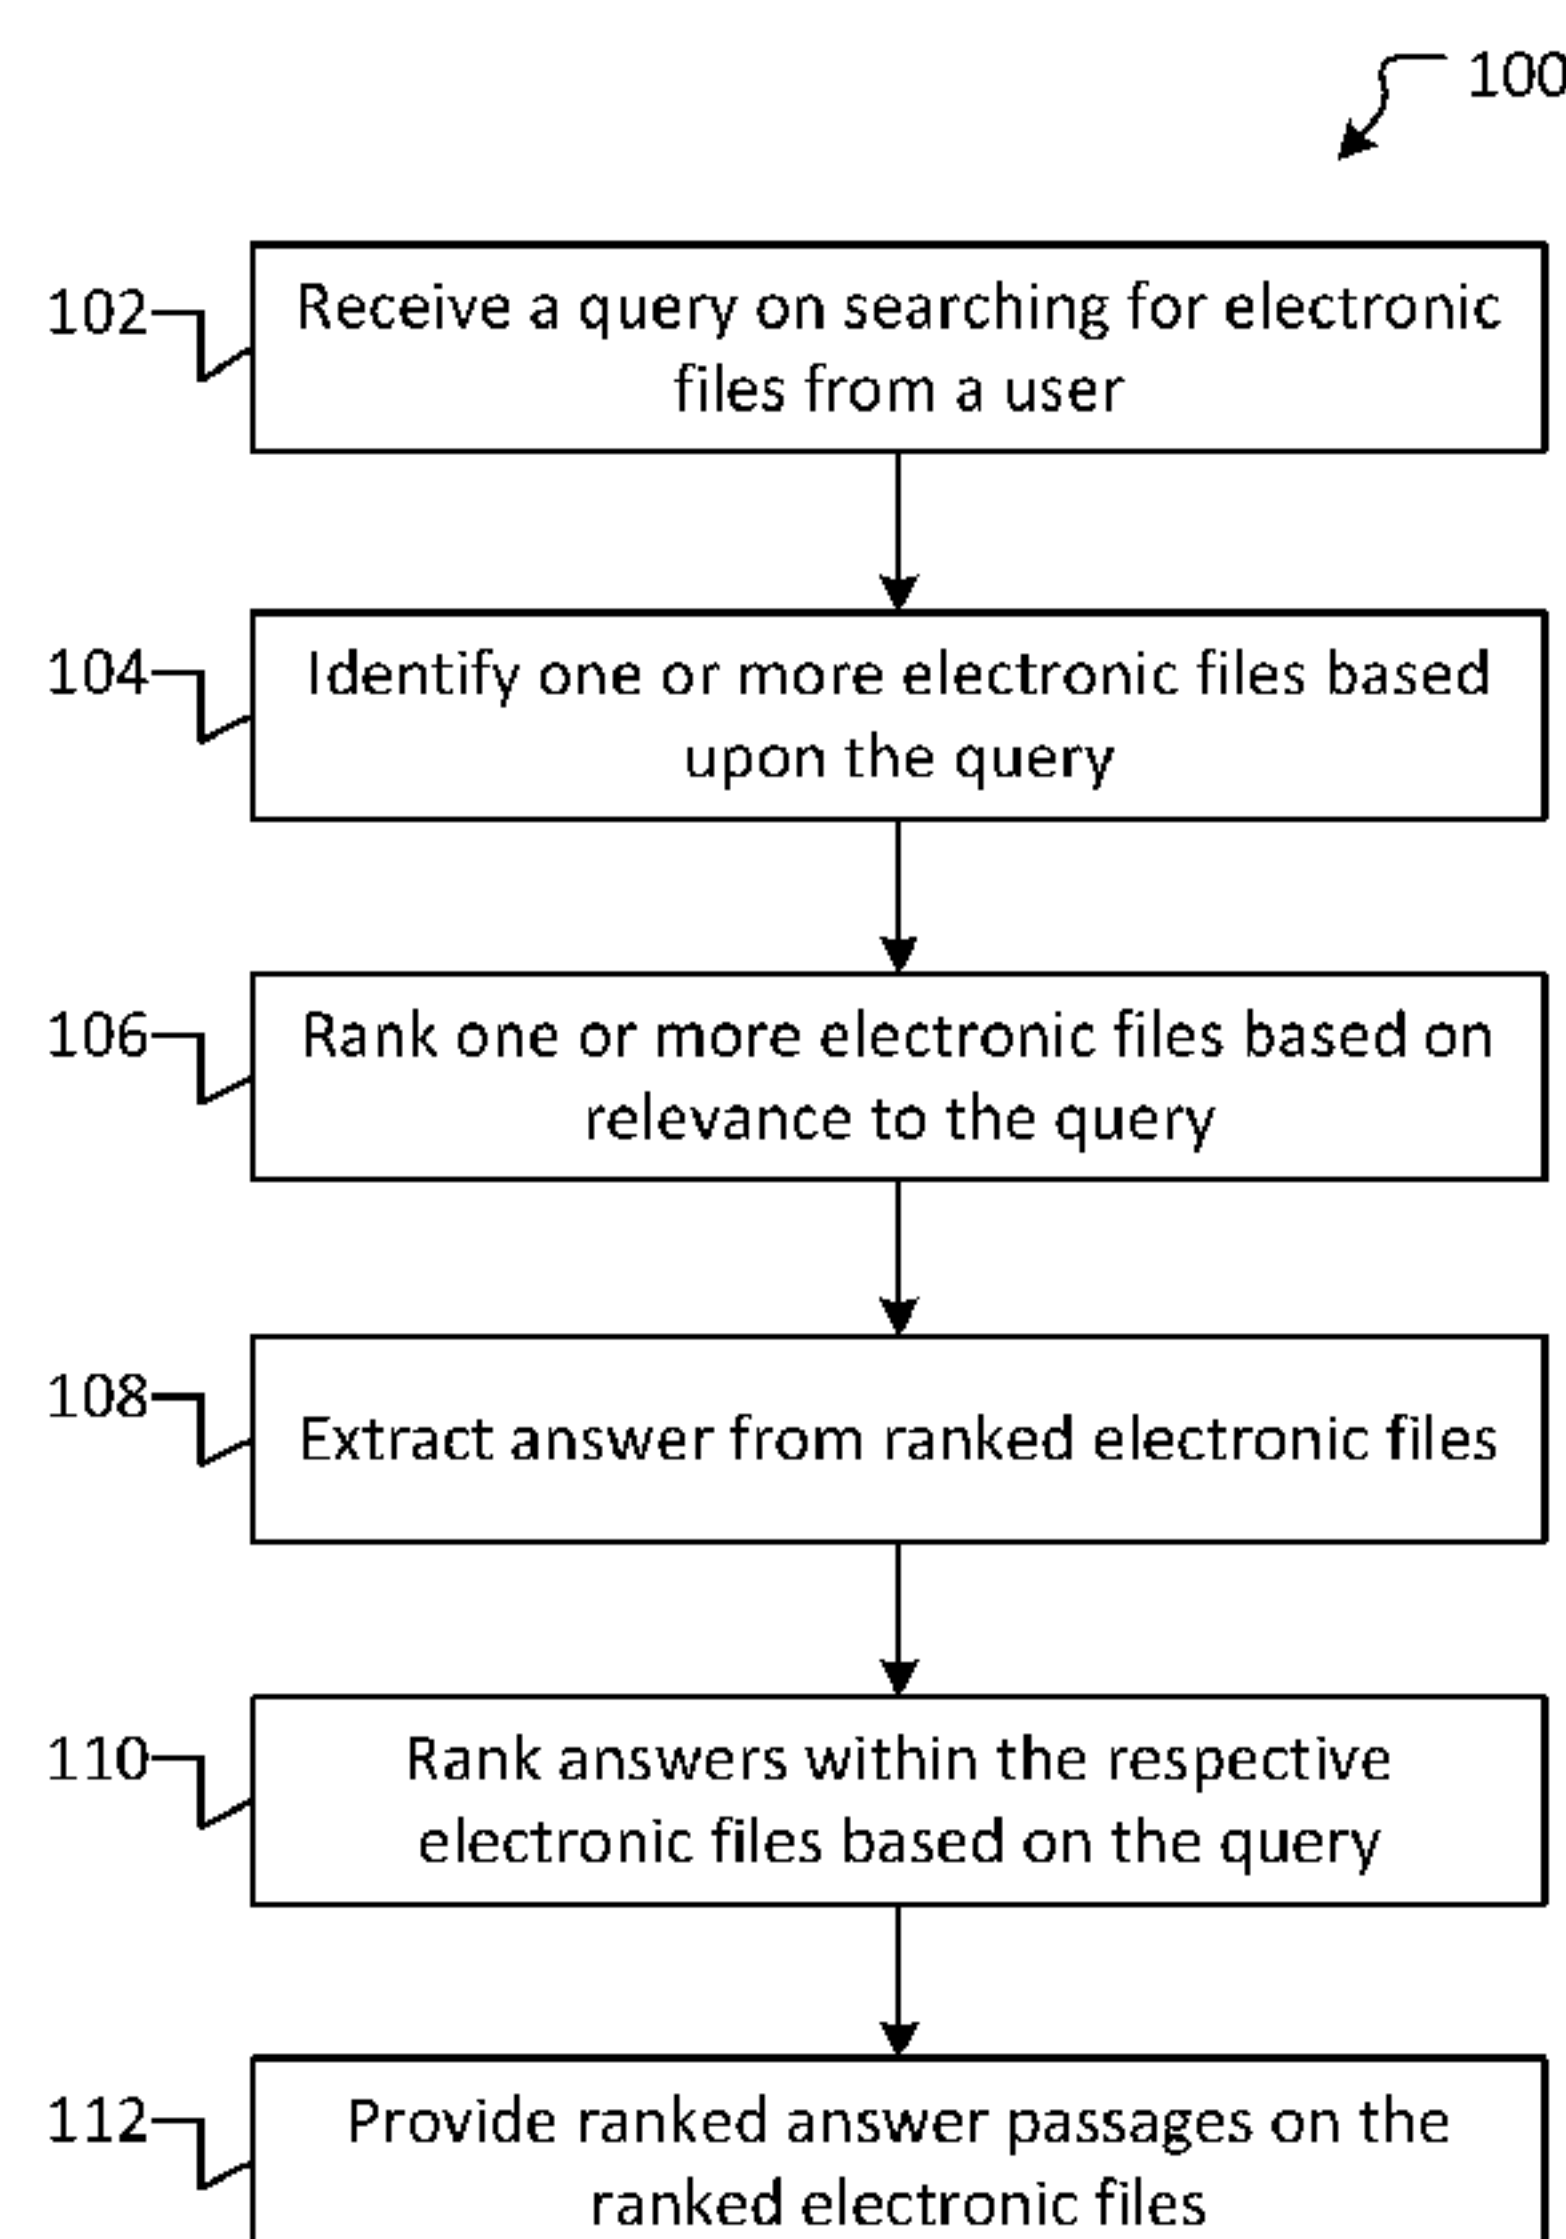 100
102
Receive a query on searching for electronic
files from a user
104
Identify one or more electronic files based
upon the query
106
Rank one or more electronic files based on
relevance to the query
108
Extract answer from ranked electronic files
110
Rank answers within the respective
electronic files based on the query
112
Provide ranked answer passages on the
ranked electronic files